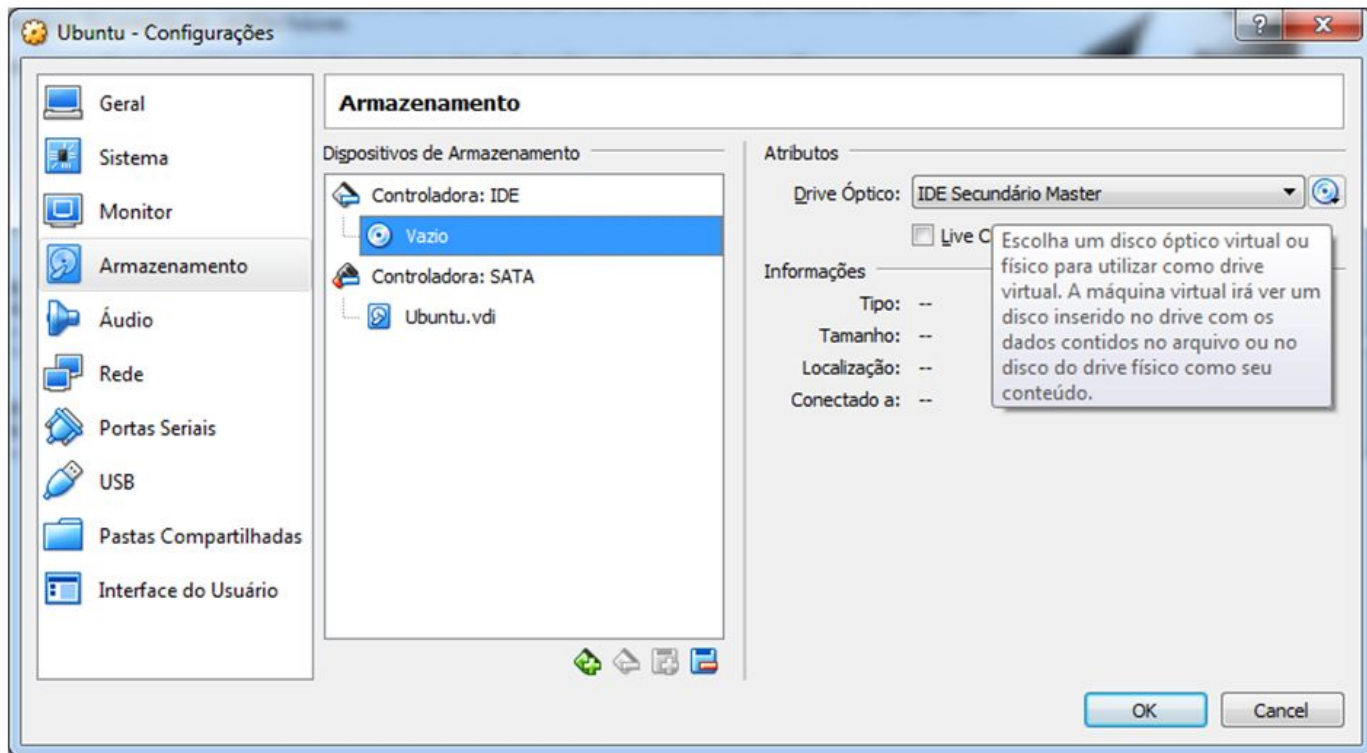 Ubuntu - Configurações
?
X
Geral
Sistema
Monitor
Armazenamento
Áudio
Rede
Portas Seriais
USB
Pastas Compartilhadas
Interface do Usuário
Armazenamento
Dispositivos de Armazenamento
Controladora: IDE
Vazio
Controladora: SATA
Ubuntu.vdi
Atributos
Drive Óptico: IDE Secundário Master
Live C
Informações
Tipo: --
Tamanho: --
Localização: --
Conectado a: --
Escolha um disco óptico virtual ou
físico para utilizar como drive
virtual. A máquina virtual irá ver um
disco inserido no drive com os
dados contidos no arquivo ou no
disco do drive físico como seu
conteúdo.
OK
Cancel